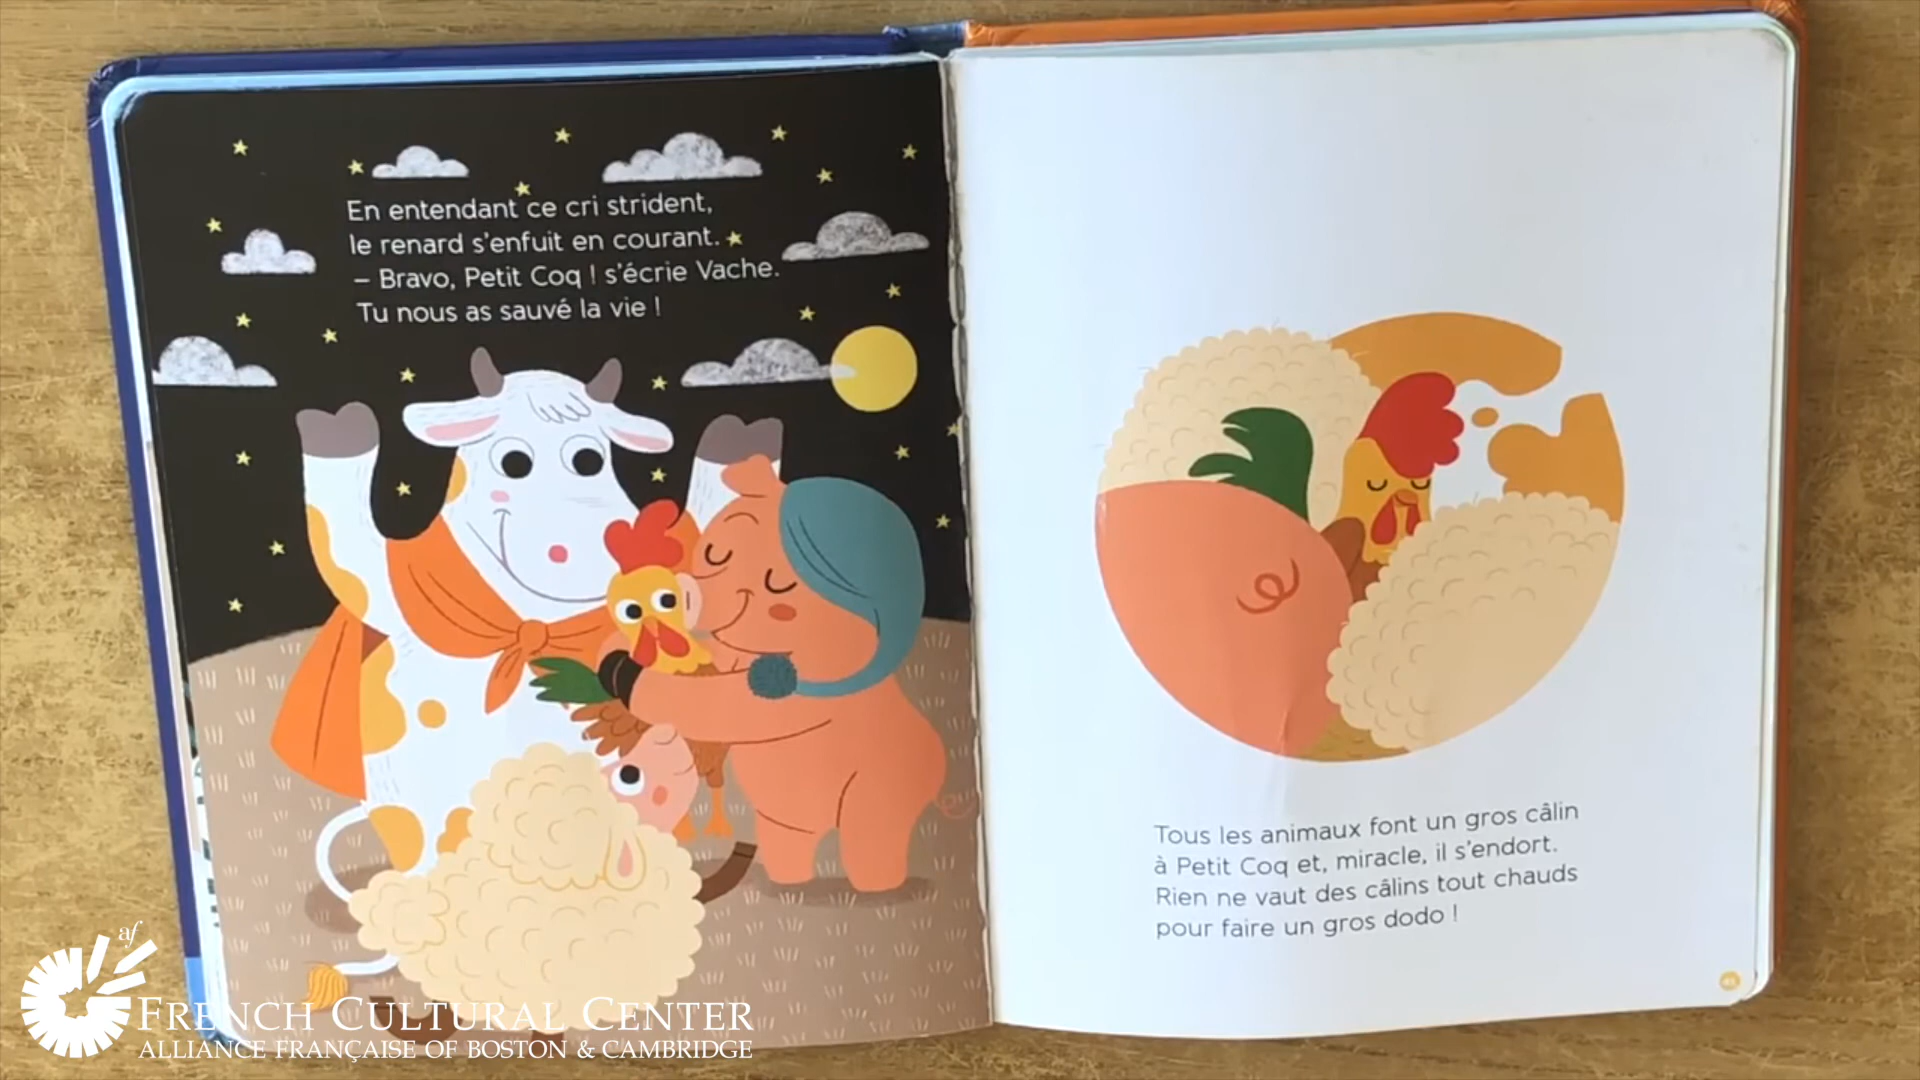 En entendant ce cri strident,
le renard s'enfuit en courant.
– Bravo, Petit Coq ! s'écrie Vache.
Tu nous as sauvé la vie !
Tous les animaux font un gros câlin
à Petit Coq et, miracle, il s'endort.
Rien ne vaut des câlins tout chauds
pour faire un gros dodo !
af
FRENCH CULTURAL CENTER
ALLIANCE FRANÇAISE OF BOSTON & CAMBRIDGE